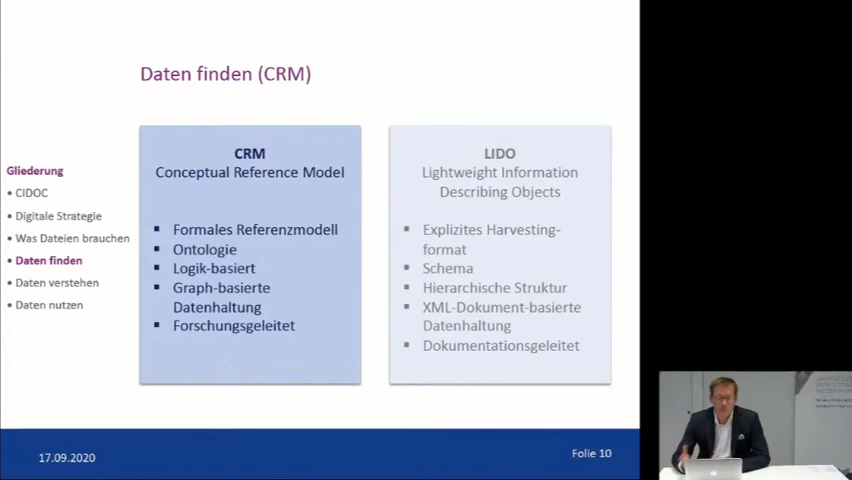 Daten finden (CRM)
Gliederung
• CIDOC
• Digitale Strategie
• Was Dateien brauchen
• Daten finden
• Daten verstehen
• Daten nutzen
CRM
Conceptual Reference Model
▪ Formales Referenzmodell
▪ Ontologie
▪ Logik-basiert
▪ Graph-basierte
Datenhaltung
▪ Forschungsgeleitet
LIDO
Lightweight Information
Describing Objects
▪ Explizites Harvesting-
format
▪ Schema
▪ Hierarchische Struktur
▪ XML-Dokument-basierte
Datenhaltung
▪ Dokumentationsgeleitet
17.09.2020
Folie 10